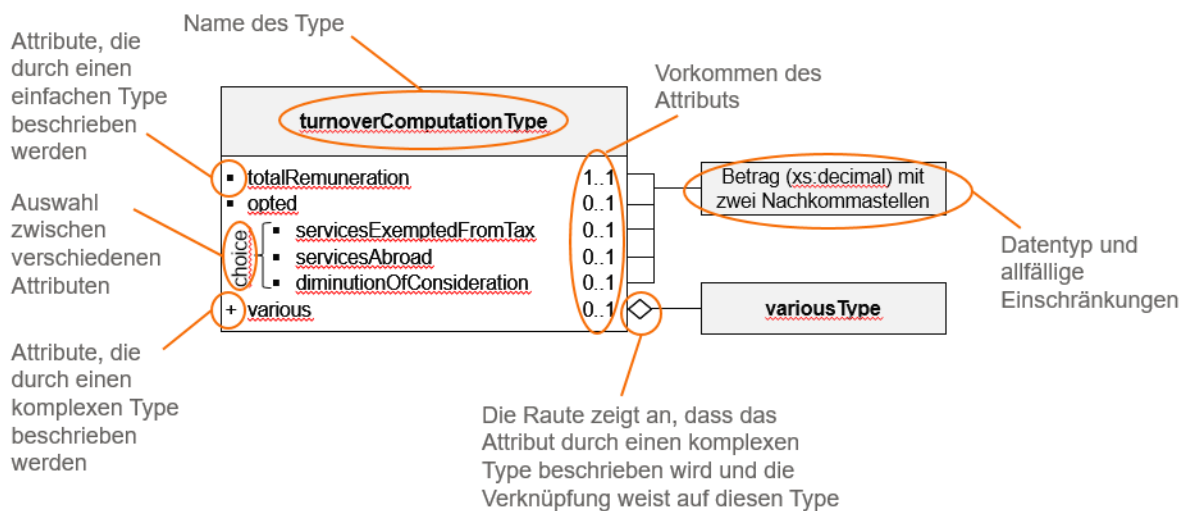 Name des Type
Attribute, die
durch einen
einfachen Type
beschrieben
werden
Vorkommen des
Attributs
turnoverComputationType
▪ totalRemuneration 1..1
▪ opted 0..1
choice
▪ servicesExemptedFromTax 0..1
▪ servicesAbroad 0..1
▪ diminutionOfConsideration 0..1
+ various 0..1
Betrag (xs:decimal) mit
zwei Nachkommastellen
variousType
Auswahl
zwischen
verschiedenen
Attributen
Datentyp und
allfällige
Einschränkungen
Attribute, die
durch einen
komplexen Type
beschrieben
werden
Die Raute zeigt an, dass das
Attribut durch einen komplexen
Type beschrieben wird und die
Verknüpfung weist auf diesen Type